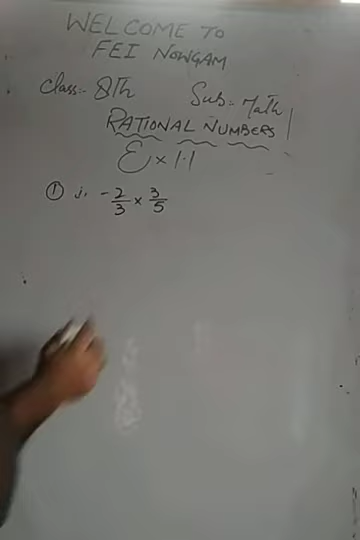 WELCOME TO
FEI NOWGAM
Class:- 8Th Sub:- Math
RATIONAL NUMBERS
Ex 1.1
① i. -2/3 × 3/5